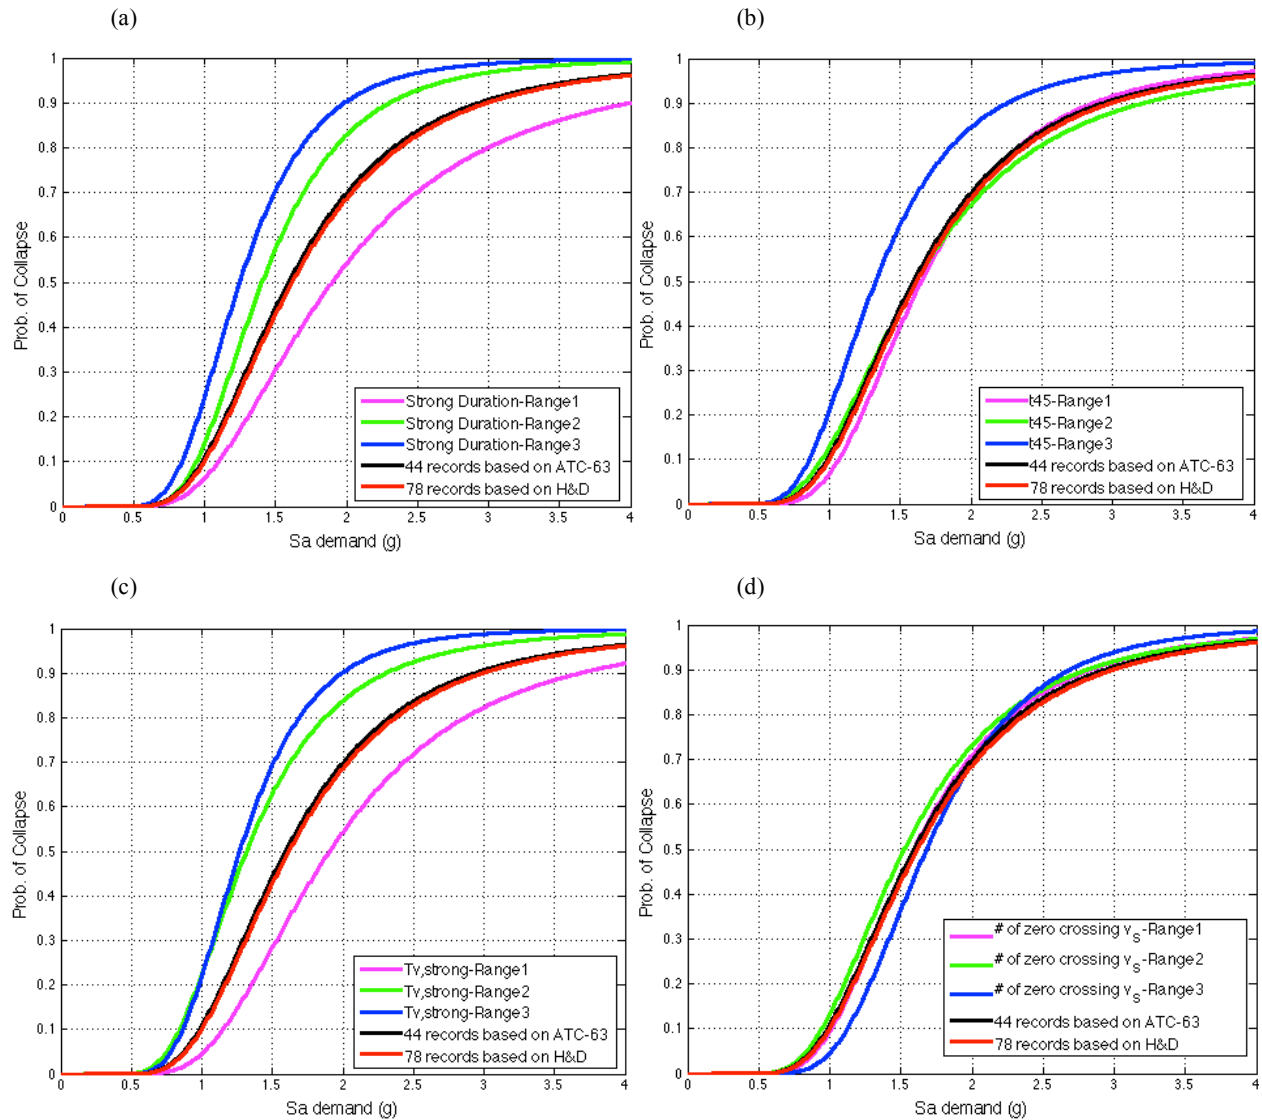 (a)
(b)
1
0.9
0.8
0.7
0.6
0.5
0.4
0.3
0.2
0.1
0
Prob. of Collapse
Strong Duration-Range1
Strong Duration-Range2
Strong Duration-Range3
44 records based on ATC-63
78 records based on H&D
0 0.5 1 1.5 2 2.5 3 3.5 4
Sa demand (g)
1
0.9
0.8
0.7
0.6
0.5
0.4
0.3
0.2
0.1
0
Prob. of Collapse
t45-Range1
t45-Range2
t45-Range3
44 records based on ATC-63
78 records based on H&D
0 0.5 1 1.5 2 2.5 3 3.5 4
Sa demand (g)
(c)
(d)
1
0.9
0.8
0.7
0.6
0.5
0.4
0.3
0.2
0.1
0
Prob. of Collapse
Tv,strong-Range1
Tv,strong-Range2
Tv,strong-Range3
44 records based on ATC-63
78 records based on H&D
0 0.5 1 1.5 2 2.5 3 3.5 4
Sa demand (g)
1
0.9
0.8
0.7
0.6
0.5
0.4
0.3
0.2
0.1
0
Prob. of Collapse
# of zero crossing v_S-Range1
# of zero crossing v_S-Range2
# of zero crossing v_S-Range3
44 records based on ATC-63
78 records based on H&D
0 0.5 1 1.5 2 2.5 3 3.5 4
Sa demand (g)